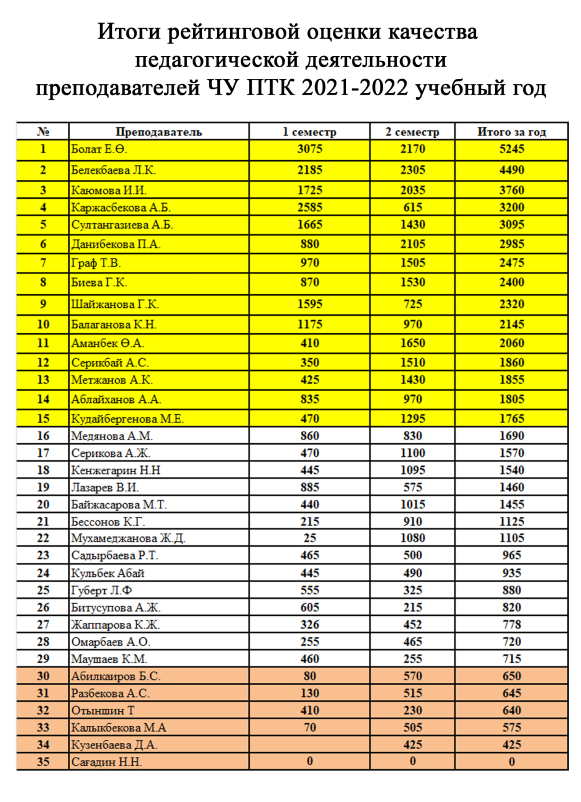 Итоги рейтинговой оценки качества
педагогической деятельности
преподавателей ЧУ ПТК 2021-2022 учебный год
№ Преподаватель 1 семестр 2 семестр Итого за год
1 Болат Е.Ө. 3075 2170 5245
2 Белекбаева Л.К. 2185 2305 4490
3 Каюмова И.И. 1725 2035 3760
4 Каржасбекова А.Б. 2585 615 3200
5 Султангазиева А.Б. 1665 1430 3095
6 Данибекова П.А. 880 2105 2985
7 Граф Т.В. 970 1505 2475
8 Биева Г.К. 870 1530 2400
9 Шайжанова Г.К. 1595 725 2320
10 Балаганова К.Н. 1175 970 2145
11 Аманбек Ө.А. 410 1650 2060
12 Серикбай А.С. 350 1510 1860
13 Метжанов А.К. 425 1430 1855
14 Аблайханов А.А. 835 970 1805
15 Кудайбергенова М.Е. 470 1295 1765
16 Медянова А.М. 860 830 1690
17 Серикова А.Ж. 470 1100 1570
18 Кенжегарин Н.Н 445 1095 1540
19 Лазарев В.И. 885 575 1460
20 Байжасарова М.Т. 440 1015 1455
21 Бессонов К.Г. 215 910 1125
22 Мухамеджанова Ж.Д. 25 1080 1105
23 Садырбаева Р.Т. 465 500 965
24 Кульбек Абай 445 490 935
25 Губерт Л.Ф 555 325 880
26 Битусупова А.Ж. 605 215 820
27 Жаппарова К.Ж. 326 452 778
28 Омарбаев А.О. 255 465 720
29 Маушаев К.М. 460 255 715
30 Абилкаиров Б.С. 80 570 650
31 Разбекова А.С. 130 515 645
32 Отыншин Т 410 230 640
33 Калыкбекова М.А 70 505 575
34 Кузенбаева Д.А. 425 425
35 Сағадин Н.Н. 0 0 0